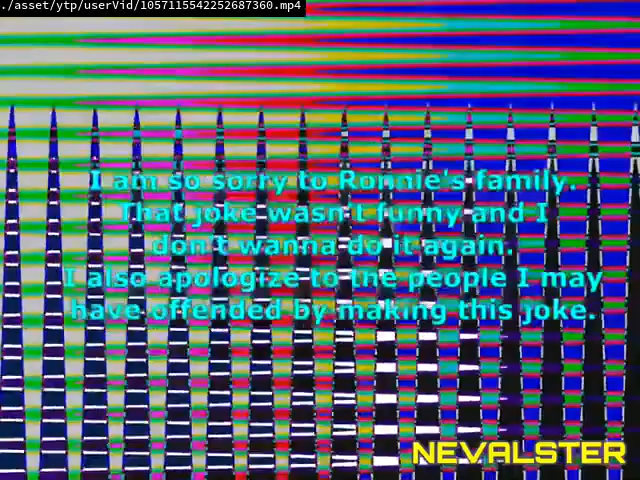 ./asset/ytp/userVid/1057115542252687360.mp4
I am so sorry to Ronnie's family.
That joke wasn't funny and I
don't wanna do it again.
I also apologize to the people I may
have offended by making this joke.
NEVALSTER